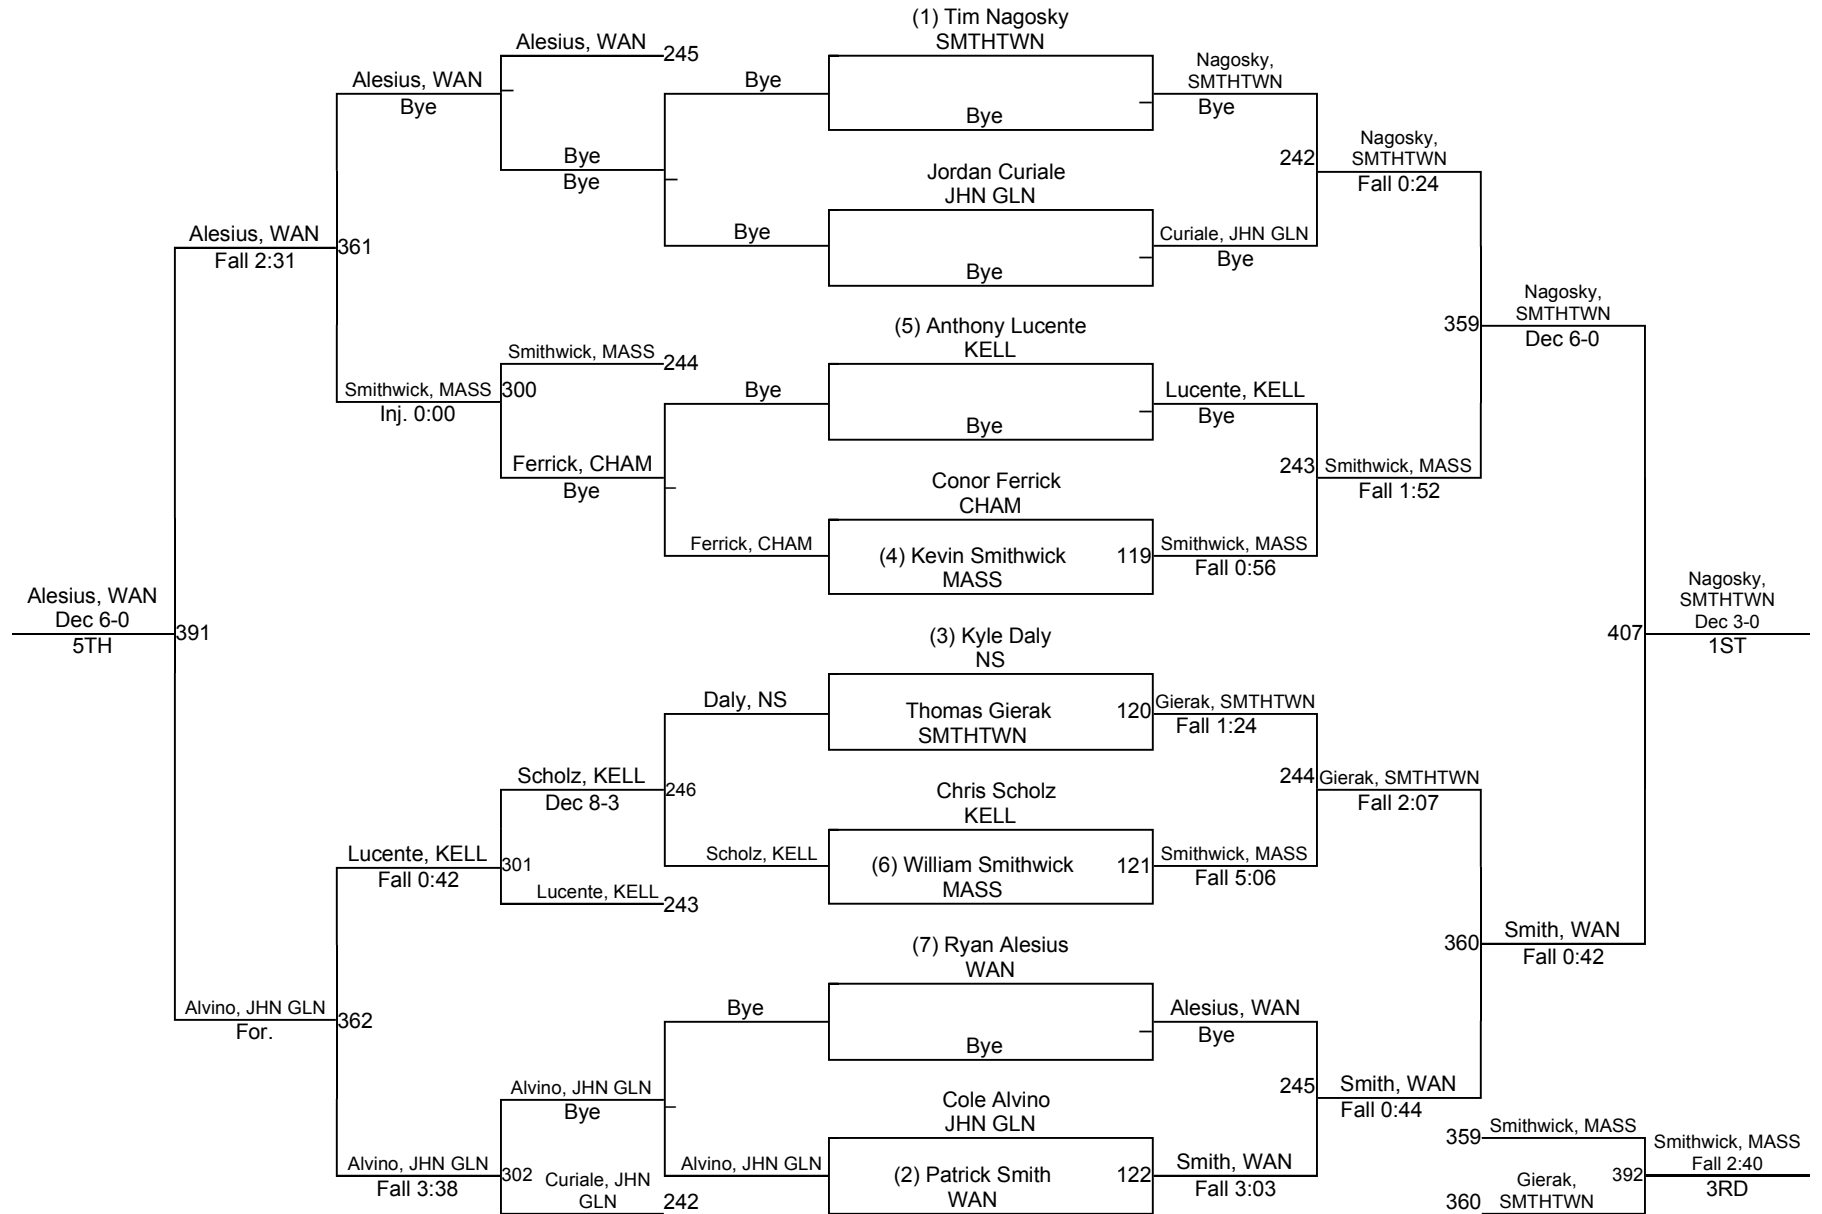 (1) Tim Nagosky
SMTHTWN
Bye
Jordan Curiale
JHN GLN
Bye
(5) Anthony Lucente
KELL
Bye
Conor Ferrick
CHAM
(4) Kevin Smithwick
MASS
119
(3) Kyle Daly
NS
Thomas Gierak
SMTHTWN
120
Chris Scholz
KELL
(6) William Smithwick
MASS
121
(7) Ryan Alesius
WAN
Bye
Cole Alvino
JHN GLN
(2) Patrick Smith
WAN
122
Nagosky,
SMTHTWN
Bye
242
Curiale, JHN GLN
Bye
Lucente, KELL
Bye
243
Smithwick, MASS
Fall 0:56
Gierak, SMTHTWN
Fall 1:24
244
Smithwick, MASS
Fall 5:06
Alesius, WAN
Bye
245
Smith, WAN
Fall 3:03
Nagosky,
SMTHTWN
Fall 0:24
359
Smithwick, MASS
Fall 1:52
Gierak, SMTHTWN
Fall 2:07
360
Smith, WAN
Fall 0:44
Nagosky,
SMTHTWN
Dec 6-0
407
Smith, WAN
Fall 0:42
Nagosky,
SMTHTWN
Dec 3-0
1ST
359
Smithwick, MASS
360
Gierak,
SMTHTWN
392
Smithwick, MASS
Fall 2:40
3RD
Bye
Bye
Bye
Ferrick, CHAM
Daly, NS
246
Scholz, KELL
Bye
Alvino, JHN GLN
Alesius, WAN
245
Bye
Bye
Smithwick, MASS
244
Ferrick, CHAM
Bye
Scholz, KELL
Dec 8-3
Lucente, KELL
243
Alvino, JHN GLN
Bye
Curiale, JHN
GLN
242
Alesius, WAN
Bye
Smithwick, MASS
Inj. 0:00
300
Lucente, KELL
Fall 0:42
301
Alvino, JHN GLN
Fall 3:38
302
Alesius, WAN
Fall 2:31
361
Alvino, JHN GLN
For.
362
Alesius, WAN
Dec 6-0
5TH
391